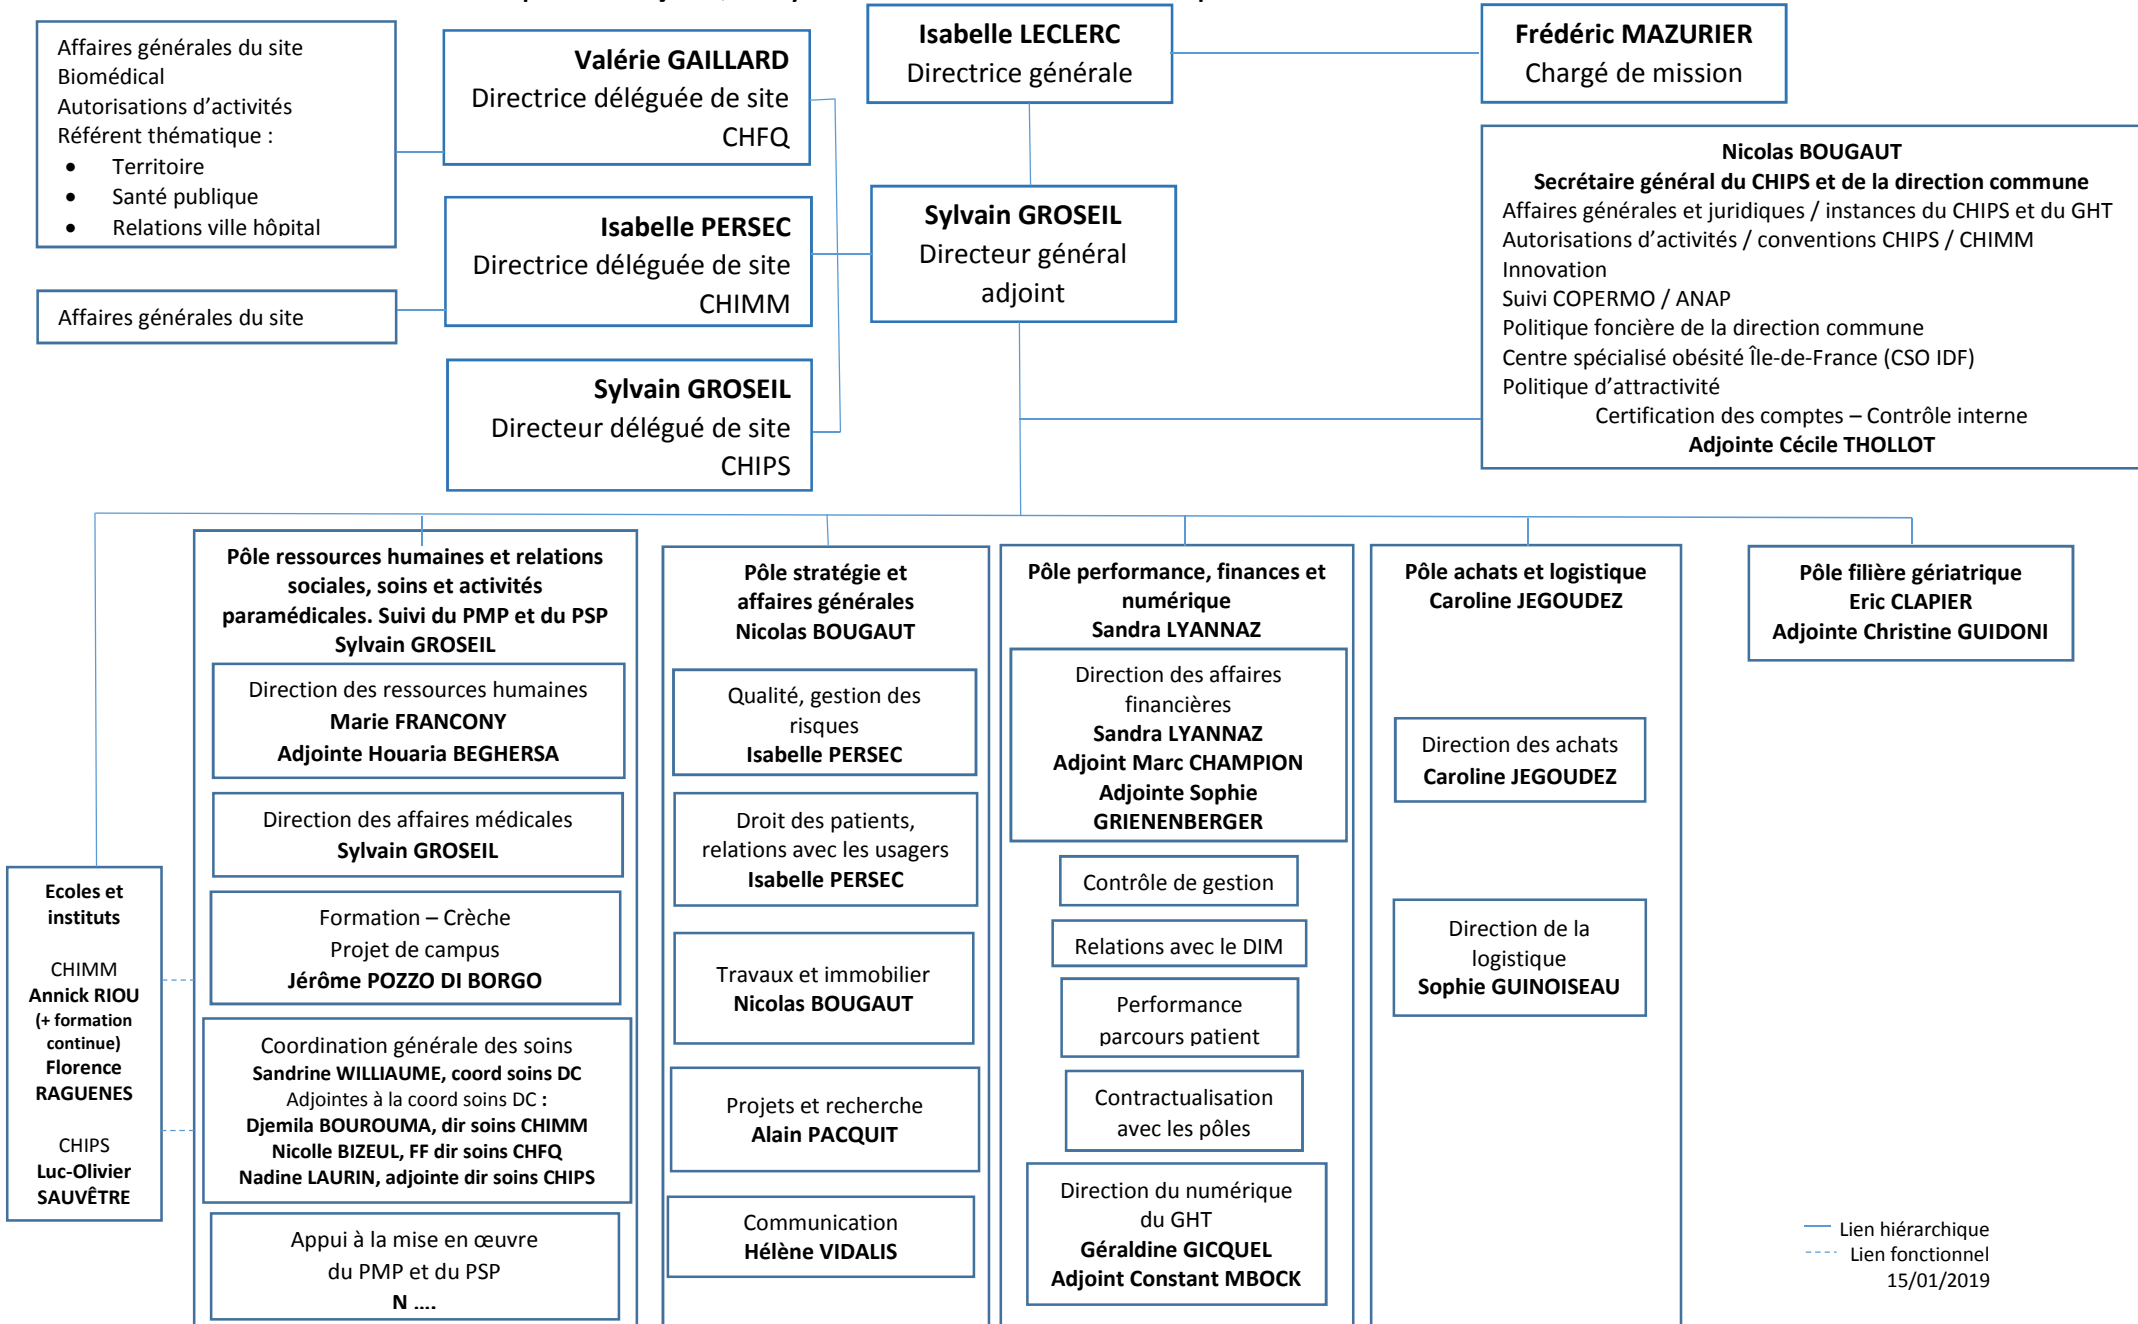 Affaires générales du site
Biomédical
Autorisations d’activités
Référent thématique :
• Territoire
• Santé publique
• Relations ville hôpital
Affaires générales du site
Valérie GAILLARD
Directrice déléguée de site
CHFQ
Isabelle PERSEC
Directrice déléguée de site
CHIMM
Sylvain GROSEIL
Directeur délégué de site
CHIPS
Isabelle LECLERC
Directrice générale
Sylvain GROSEIL
Directeur général
adjoint
Frédéric MAZURIER
Chargé de mission
Nicolas BOUGAUT
Secrétaire général du CHIPS et de la direction commune
Affaires générales et juridiques / instances du CHIPS et du GHT
Autorisations d’activités / conventions CHIPS / CHIMM
Innovation
Suivi COPERMO / ANAP
Politique foncière de la direction commune
Centre spécialisé obésité Île-de-France (CSO IDF)
Politique d’attractivité
Certification des comptes – Contrôle interne
Adjointe Cécile THOLLOT
Ecoles et
instituts
CHIMM
Annick RIOU
(+ formation
continue)
Florence
RAGUENES
CHIPS
Luc-Olivier
SAUVÊTRE
Pôle ressources humaines et relations
sociales, soins et activités
paramédicales. Suivi du PMP et du PSP
Sylvain GROSEIL
Direction des ressources humaines
Marie FRANCONY
Adjointe Houaria BEGHERSA
Direction des affaires médicales
Sylvain GROSEIL
Formation – Crèche
Projet de campus
Jérôme POZZO DI BORGO
Coordination générale des soins
Sandrine WILLIAUME, coord soins DC
Adjointes à la coord soins DC :
Djemila BOUROUMA, dir soins CHIMM
Nicolle BIZEUL, FF dir soins CHFQ
Nadine LAURIN, adjointe dir soins CHIPS
Appui à la mise en œuvre
du PMP et du PSP
N ....
Pôle stratégie et
affaires générales
Nicolas BOUGAUT
Qualité, gestion des
risques
Isabelle PERSEC
Droit des patients,
relations avec les usagers
Isabelle PERSEC
Travaux et immobilier
Nicolas BOUGAUT
Projets et recherche
Alain PACQUIT
Communication
Hélène VIDALIS
Pôle performance, finances et
numérique
Sandra LYANNAZ
Direction des affaires
financières
Sandra LYANNAZ
Adjoint Marc CHAMPION
Adjointe Sophie
GRIENENBERGER
Contrôle de gestion
Relations avec le DIM
Performance
parcours patient
Contractualisation
avec les pôles
Direction du numérique
du GHT
Géraldine GICQUEL
Adjoint Constant MBOCK
Pôle achats et logistique
Caroline JEGOUDEZ
Direction des achats
Caroline JEGOUDEZ
Direction de la
logistique
Sophie GUINOISEAU
Pôle filière gériatrique
Eric CLAPIER
Adjointe Christine GUIDONI
Lien hiérarchique
Lien fonctionnel
15/01/2019